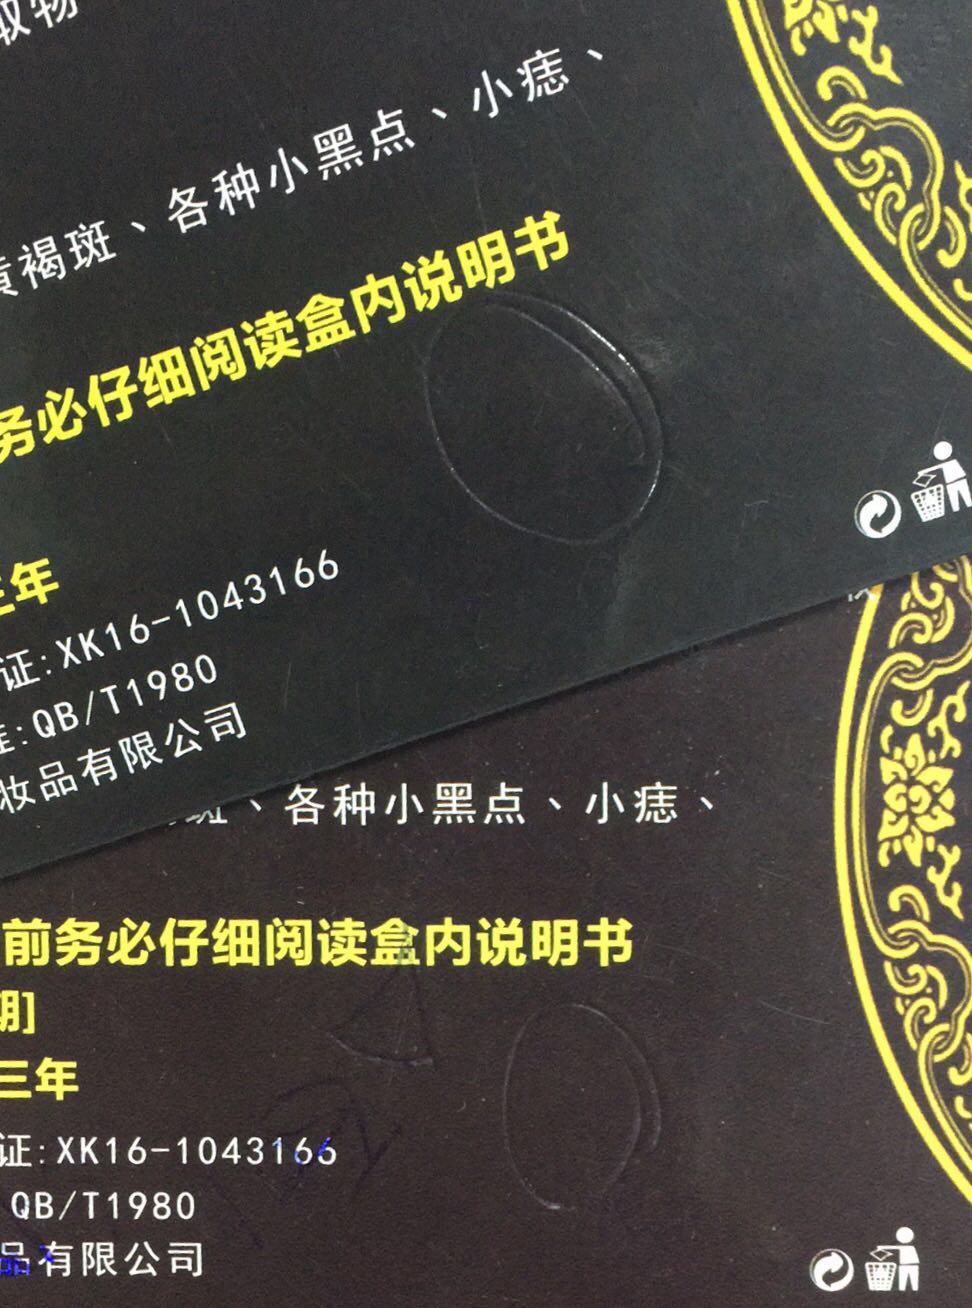 取物
黄褐斑、各种小黑点、小痣、
务必仔细阅读盒内说明书
三年
证:XK16-1043166
准:QB/T1980
妆品有限公司
斑、各种小黑点、小痣、
前务必仔细阅读盒内说明书
期]
三年
证:XK16-1043166
QB/T1980
品有限公司